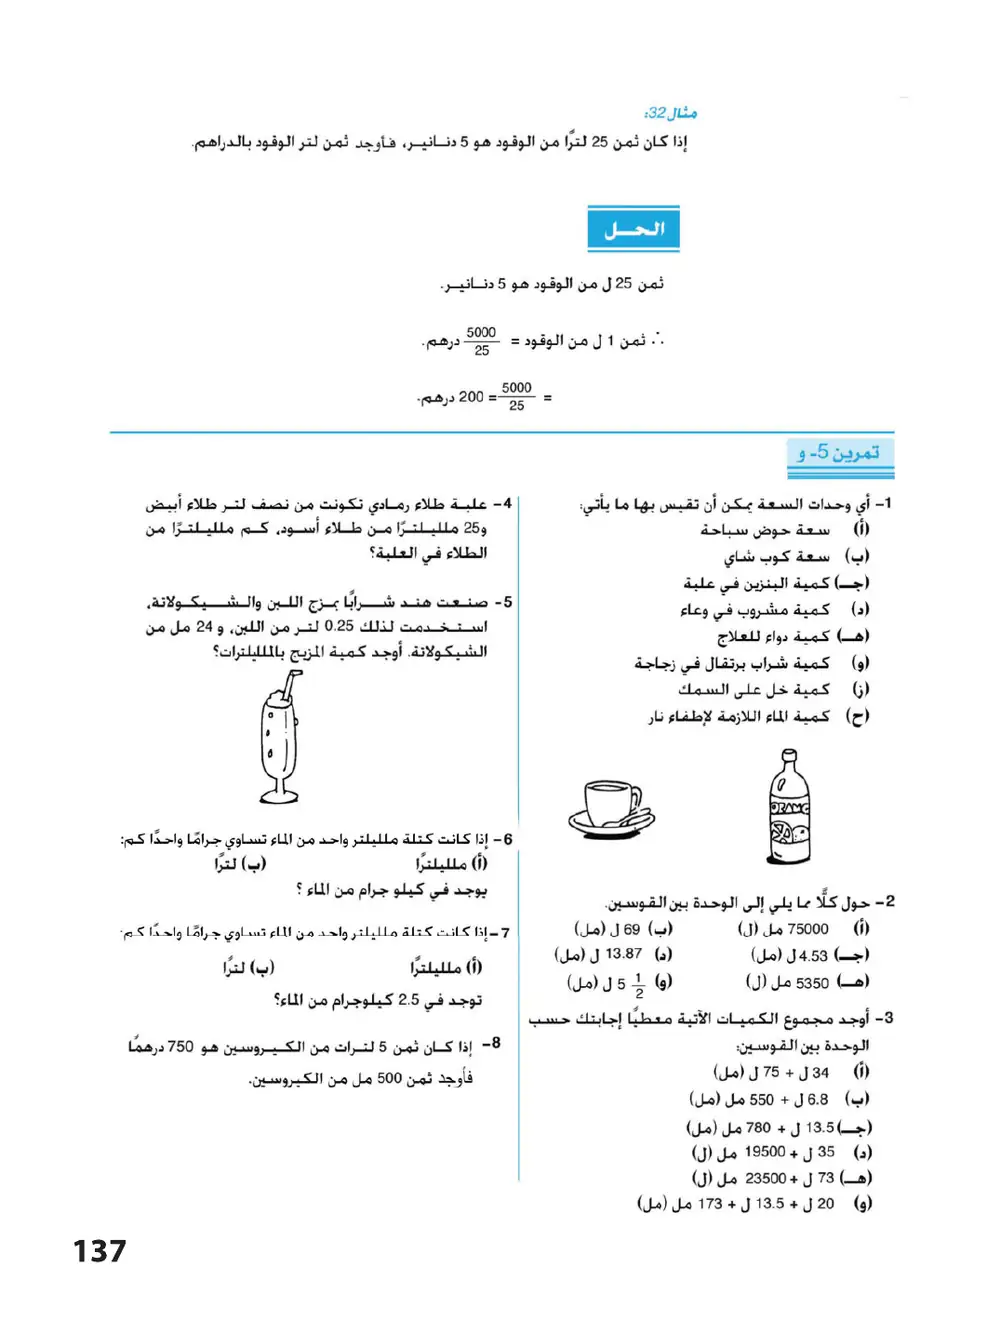 مثال 32:
إذا كان ثمن 25 لترًا من الوقود هو 5 دنانير، فأوجد ثمن لتر الوقود بالدراهم.
الحل
ثمن 25 ل من الوقود هو 5 دنانير.
∴ ثمن 1 ل من الوقود = 5000/25 درهم.
= 5000/25 = 200 درهم.
تمرين 5- و
1- أي وحدات السعة يمكن أن تقيس بها ما يأتي:
(أ) سعة حوض سباحة
(ب) سعة كوب شاي
(جـ) كمية البنزين في علبة
(د) كمية مشروب في وعاء
(هـ) كمية دواء للعلاج
(و) كمية شراب برتقال في زجاجة
(ز) كمية خل على السمك
(ح) كمية الماء اللازمة لإطفاء نار
2- حول كلًّا مما يلي إلى الوحدة بين القوسين.
(أ) 75000 مل (ل) (ب) 69 ل (مل)
(جـ) 4.53 ل (مل) (د) 13.87 ل (مل)
(هـ) 5350 مل (ل) (و) 5 1/2 ل (مل)
3- أوجد مجموع الكميات الآتية معطيًا إجابتك حسب
الوحدة بين القوسين:
(أ) 34 ل + 75 ل (مل)
(ب) 6.8 ل + 550 مل (مل)
(جـ) 13.5 ل + 780 مل (مل)
(د) 35 ل + 19500 مل (ل)
(هـ) 73 ل + 23500 مل (ل)
(و) 20 ل + 13.5 ل + 173 مل (مل)
4- علبة طلاء رمادي تكونت من نصف لتر طلاء أبيض
و25 ملليلترًا من طلاء أسود، كم ملليلترًا من
الطلاء في العلبة؟
5- صنعت هند شرابًا بمزج اللبن والشيكولاتة،
استخدمت لذلك 0.25 لتر من اللبن، و 24 مل من
الشيكولاتة. أوجد كمية المزيج بالملليلترات؟
6- إذا كانت كتلة ملليلتر واحد من الماء تساوي جرامًا واحدًا كم:
(أ) ملليلترًا (ب) لترًا
يوجد في كيلو جرام من الماء ؟
7- إذا كانت كتلة ملليلتر واحد من الماء تساوي جرامًا واحدًا كم:
(أ) ملليلترًا (ب) لترًا
توجد في 2.5 كيلوجرام من الماء؟
8- إذا كان ثمن 5 لترات من الكيروسين هو 750 درهمًا
فأوجد ثمن 500 مل من الكيروسين.
137